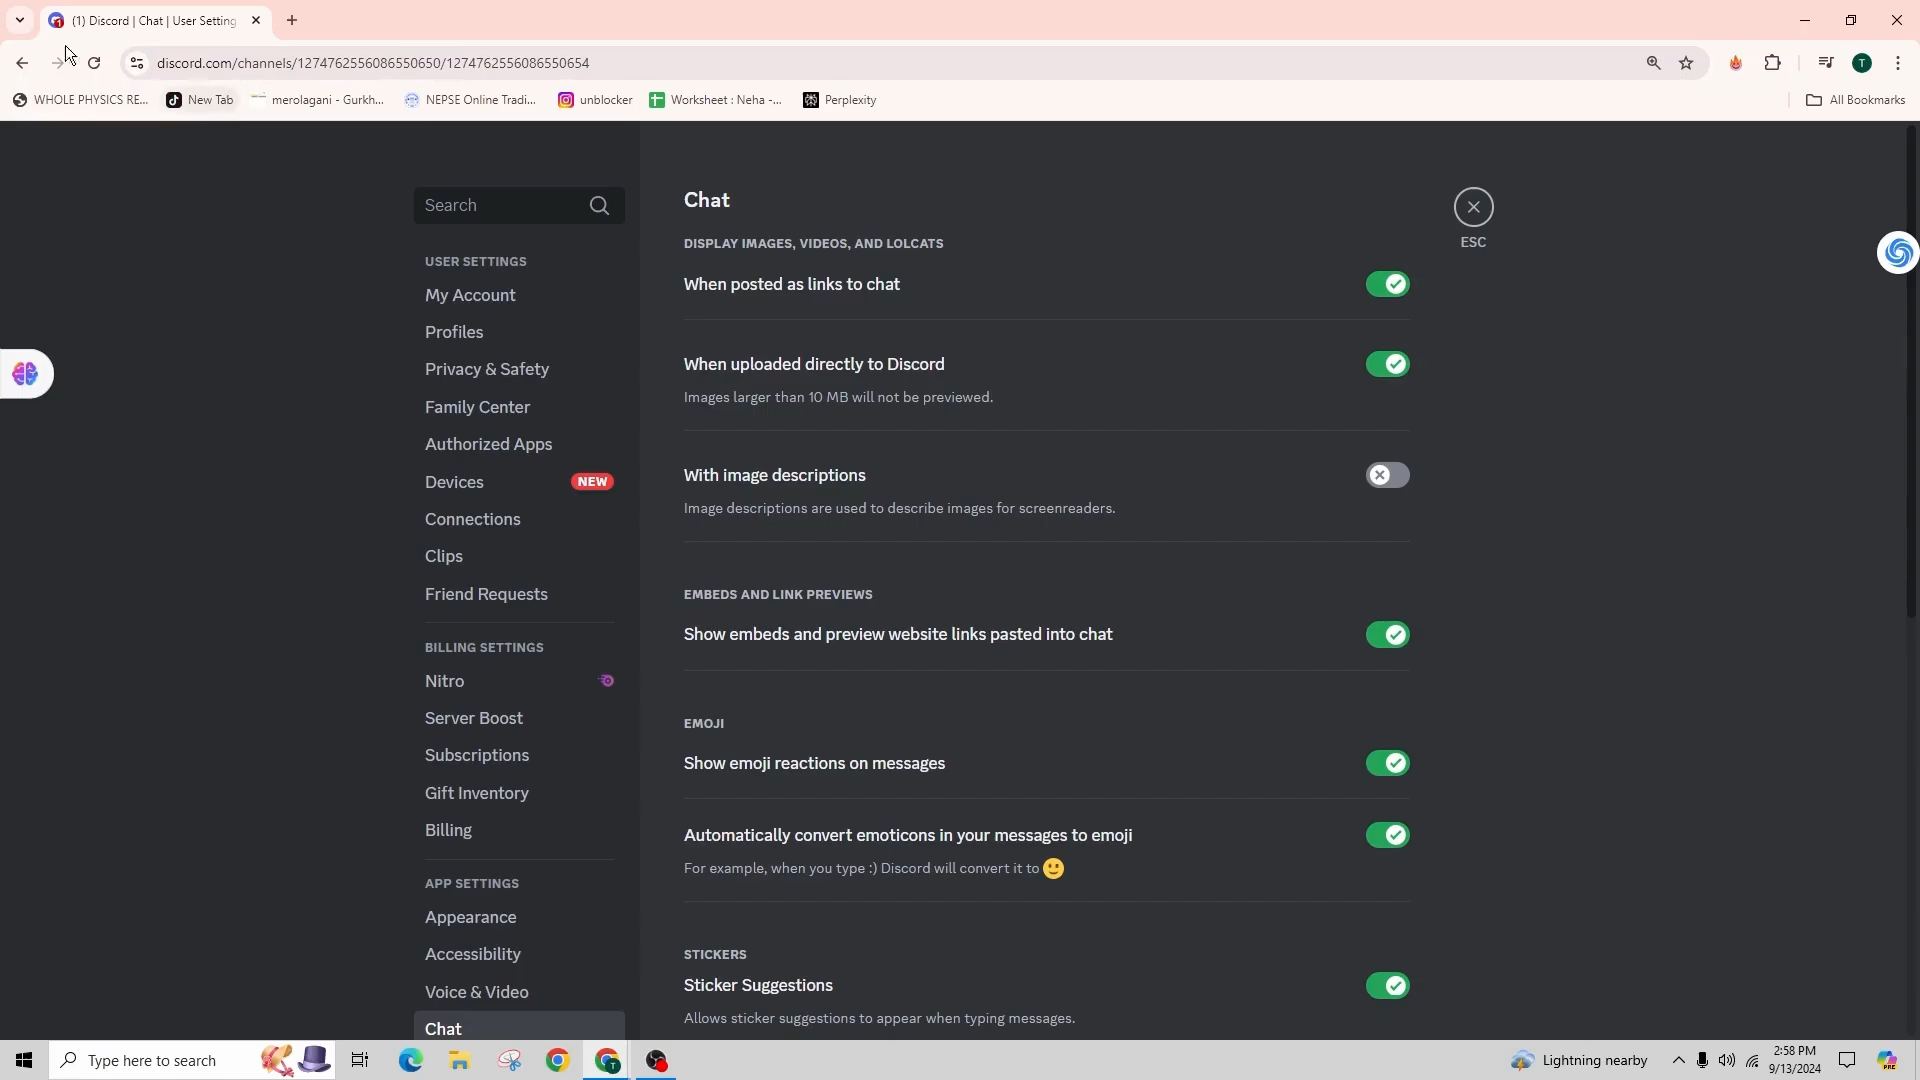 (1) Discord | Chat | User Setting
discord.com/channels/1274762556086550650/1274762556086550654
T
WHOLE PHYSICS RE...
New Tab
merolagani - Gurkh...
NEPSE Online Tradi...
unblocker
Worksheet : Neha -...
Perplexity
All Bookmarks
Search
USER SETTINGS
My Account
Profiles
Privacy & Safety
Family Center
Authorized Apps
Devices NEW
Connections
Clips
Friend Requests
BILLING SETTINGS
Nitro
Server Boost
Subscriptions
Gift Inventory
Billing
APP SETTINGS
Appearance
Accessibility
Voice & Video
Chat
Chat
ESC
DISPLAY IMAGES, VIDEOS, AND LOLCATS
When posted as links to chat
When uploaded directly to Discord
Images larger than 10 MB will not be previewed.
With image descriptions
Image descriptions are used to describe images for screenreaders.
EMBEDS AND LINK PREVIEWS
Show embeds and preview website links pasted into chat
EMOJI
Show emoji reactions on messages
Automatically convert emoticons in your messages to emoji
For example, when you type :) Discord will convert it to 🙂
STICKERS
Sticker Suggestions
Allows sticker suggestions to appear when typing messages.
Type here to search
T
Lightning nearby
2:58 PM
9/13/2024
PRE